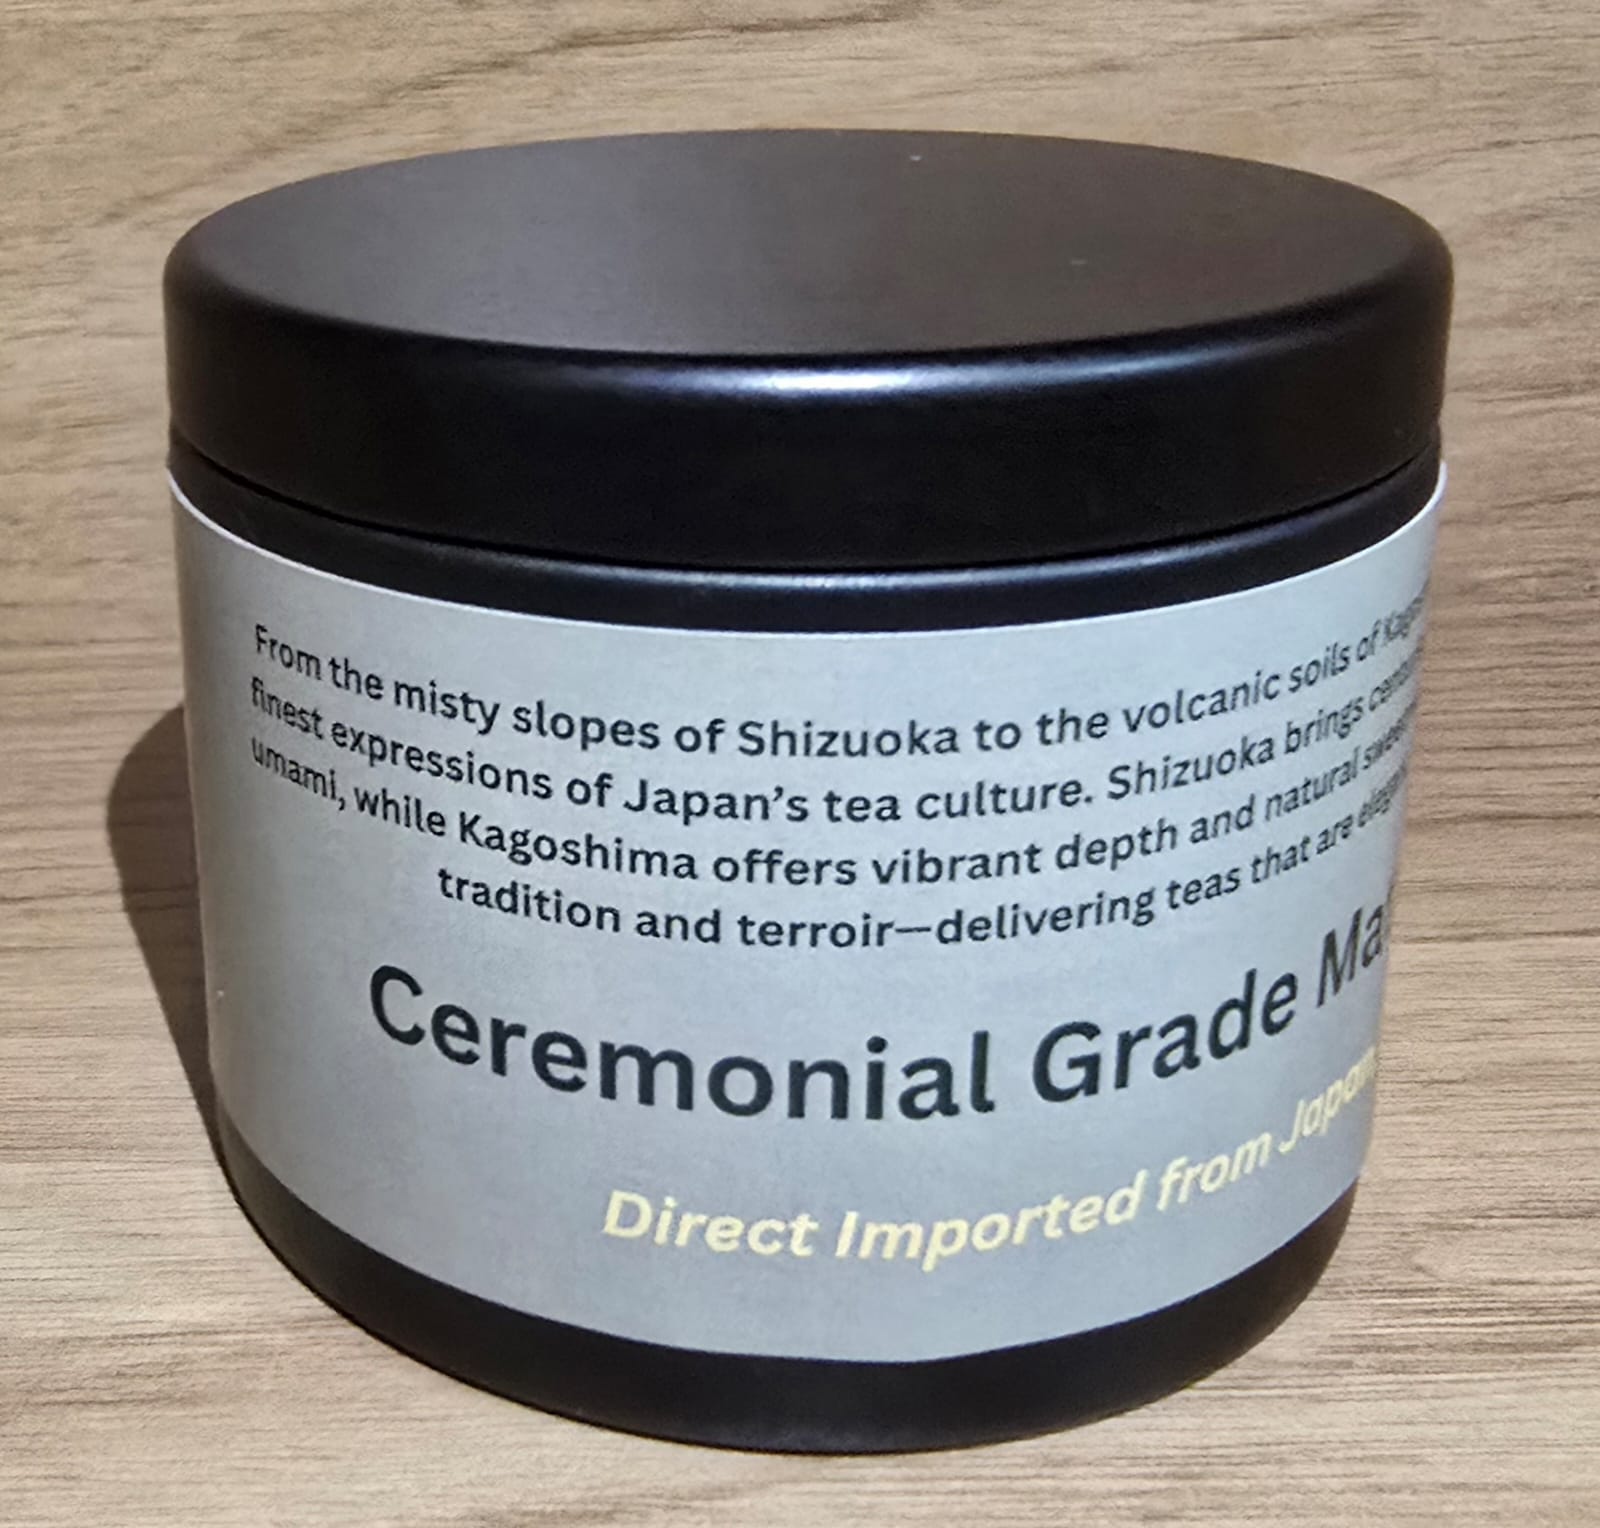 From the misty slopes of Shizuoka to the volcanic soils of
finest expressions of Japan’s tea culture. Shizuoka brings
umami, while Kagoshima offers vibrant depth and natural
tradition and terroir—delivering teas that are
Ceremonial Grade
Direct Imported from Japan